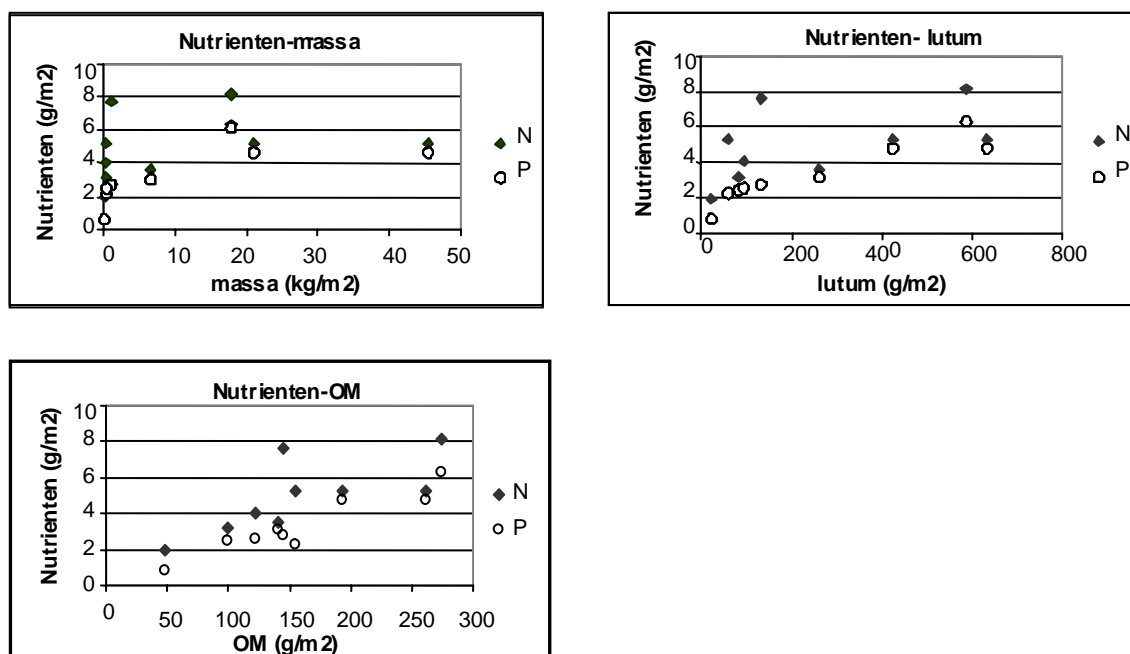 Nutrienten-massa
Nutrienten (g/m2)
10
8
6
4
2
0
0 10 20 30 40 50
massa (kg/m2)
N
P
Nutrienten- lutum
Nutrienten (g/m2)
10
8
6
4
2
0
0 200 400 600 800
lutum (g/m2)
N
P
Nutrienten-OM
Nutrienten (g/m2)
10
8
6
4
2
0
0 50 100 150 200 250 300
OM (g/m2)
N
P